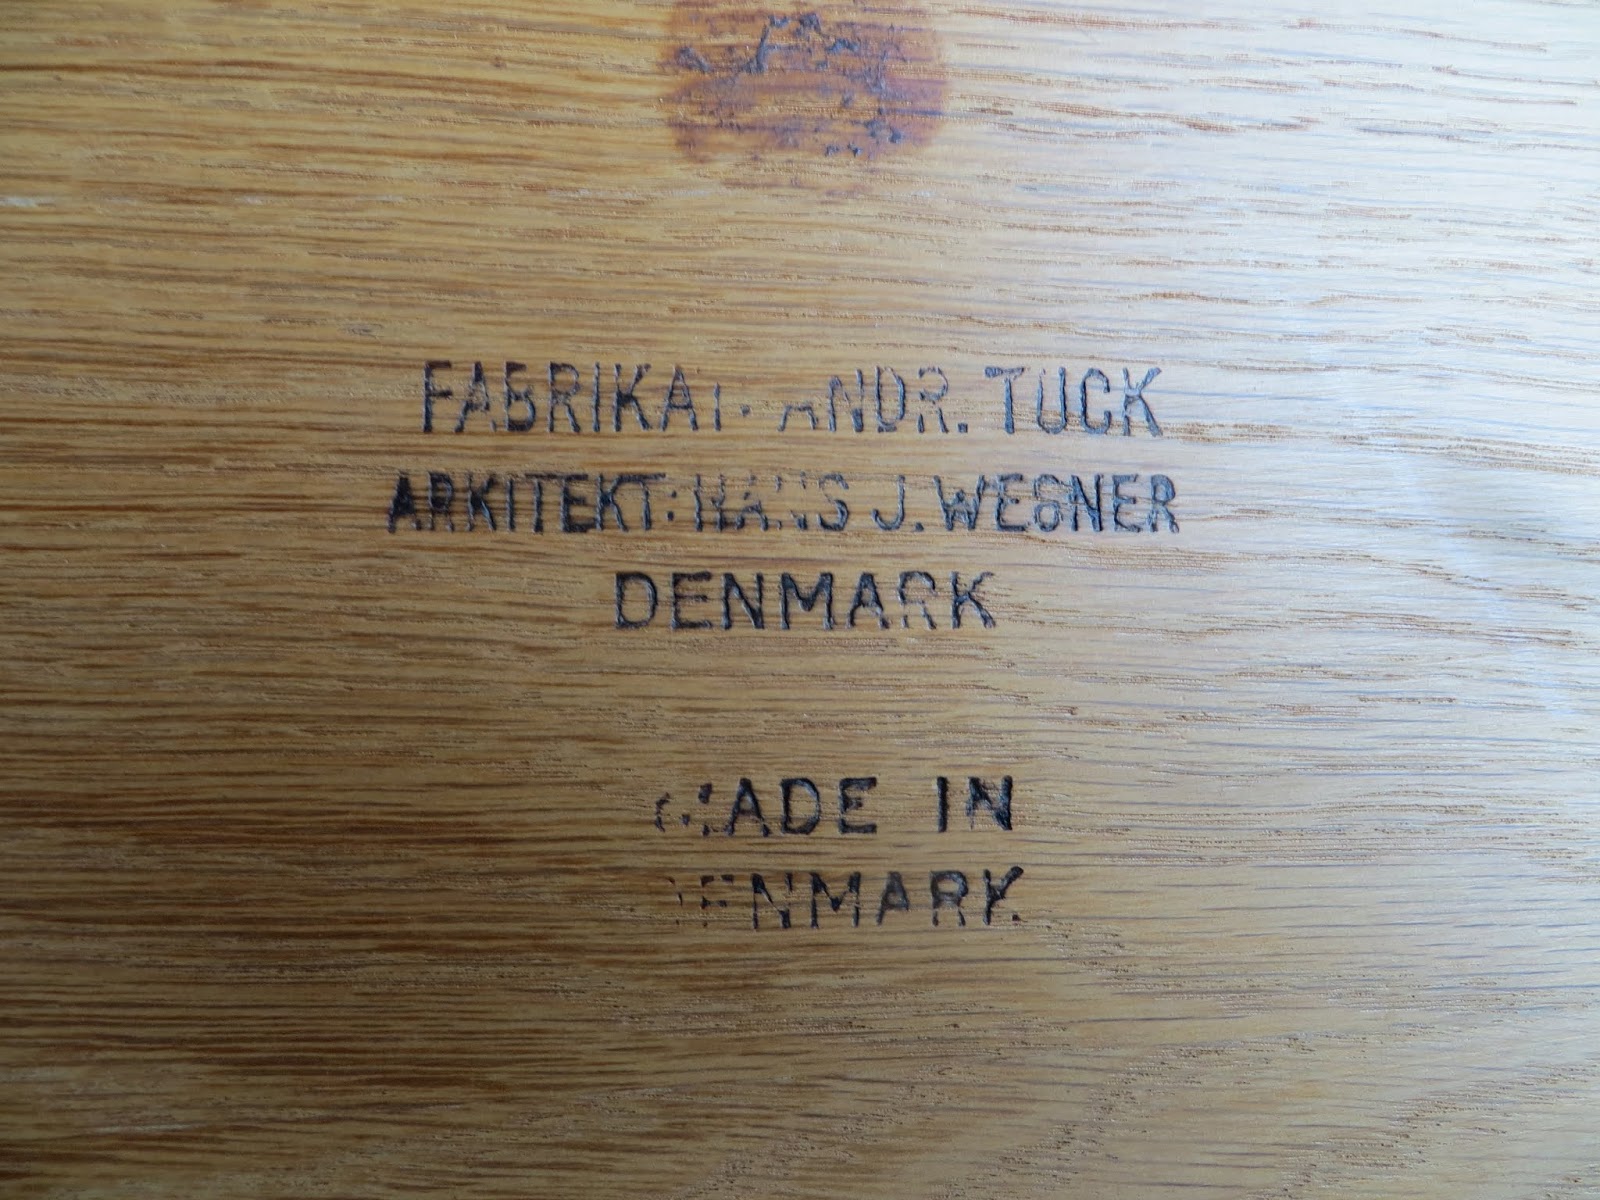 FABRIKAT: ANDR. TUCK
ARKITEKT: HANS J. WEGNER
DENMARK
MADE IN
DENMARK